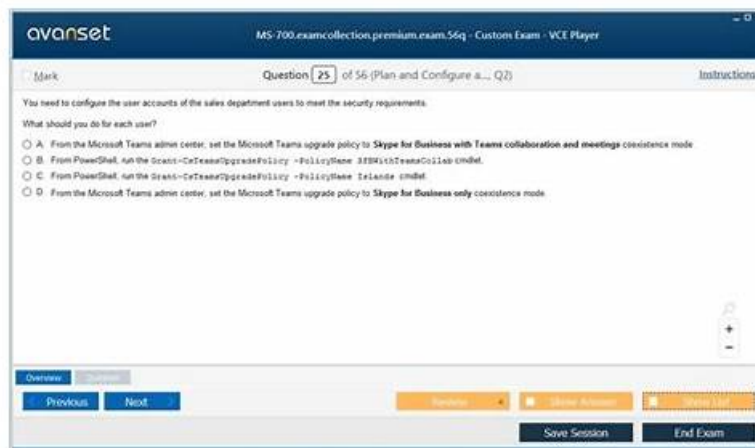 avanset
MS-700.examcollection.premium.exam.56q - Custom Exam - VCE Player
Mark
Question 25 of 56 (Plan and Configure a..., Q2)
Instructions
You need to configure the user accounts of the sales department users to meet the security requirements.
What should you do for each user?
A. From the Microsoft Teams admin center, set the Microsoft Teams upgrade policy to Skype for Business with Teams collaboration and meetings coexistence mode
B. From PowerShell, run the Grant-CsTeamsUpgradePolicy -PolicyName SfBWithTeamsCollab cmdlet.
C. From PowerShell, run the Grant-CsTeamsUpgradePolicy -PolicyName Islands cmdlet.
D. From the Microsoft Teams admin center, set the Microsoft Teams upgrade policy to Skype for Business only coexistence mode.
+
-
Overview
Previous
Next
Review
Show Answer
Show List
Save Session
End Exam